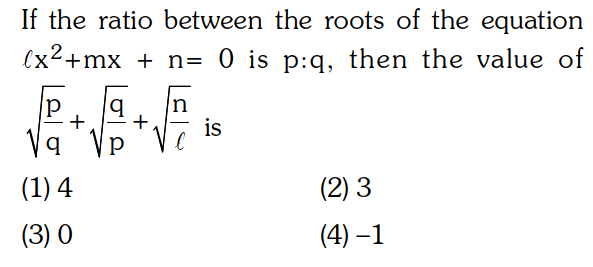 If the ratio between the roots of the equation
ℓx²+mx + n= 0 is p:q, then the value of
√(p/q) + √(q/p) + √(n/ℓ) is
(1) 4 (2) 3
(3) 0 (4) –1